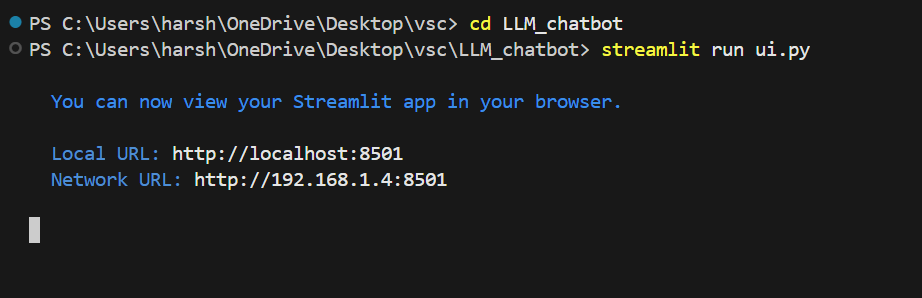 PS C:\Users\harsh\OneDrive\Desktop\vsc> cd LLM_chatbot
PS C:\Users\harsh\OneDrive\Desktop\vsc\LLM_chatbot> streamlit run ui.py
You can now view your Streamlit app in your browser.
Local URL: http://localhost:8501
Network URL: http://192.168.1.4:8501